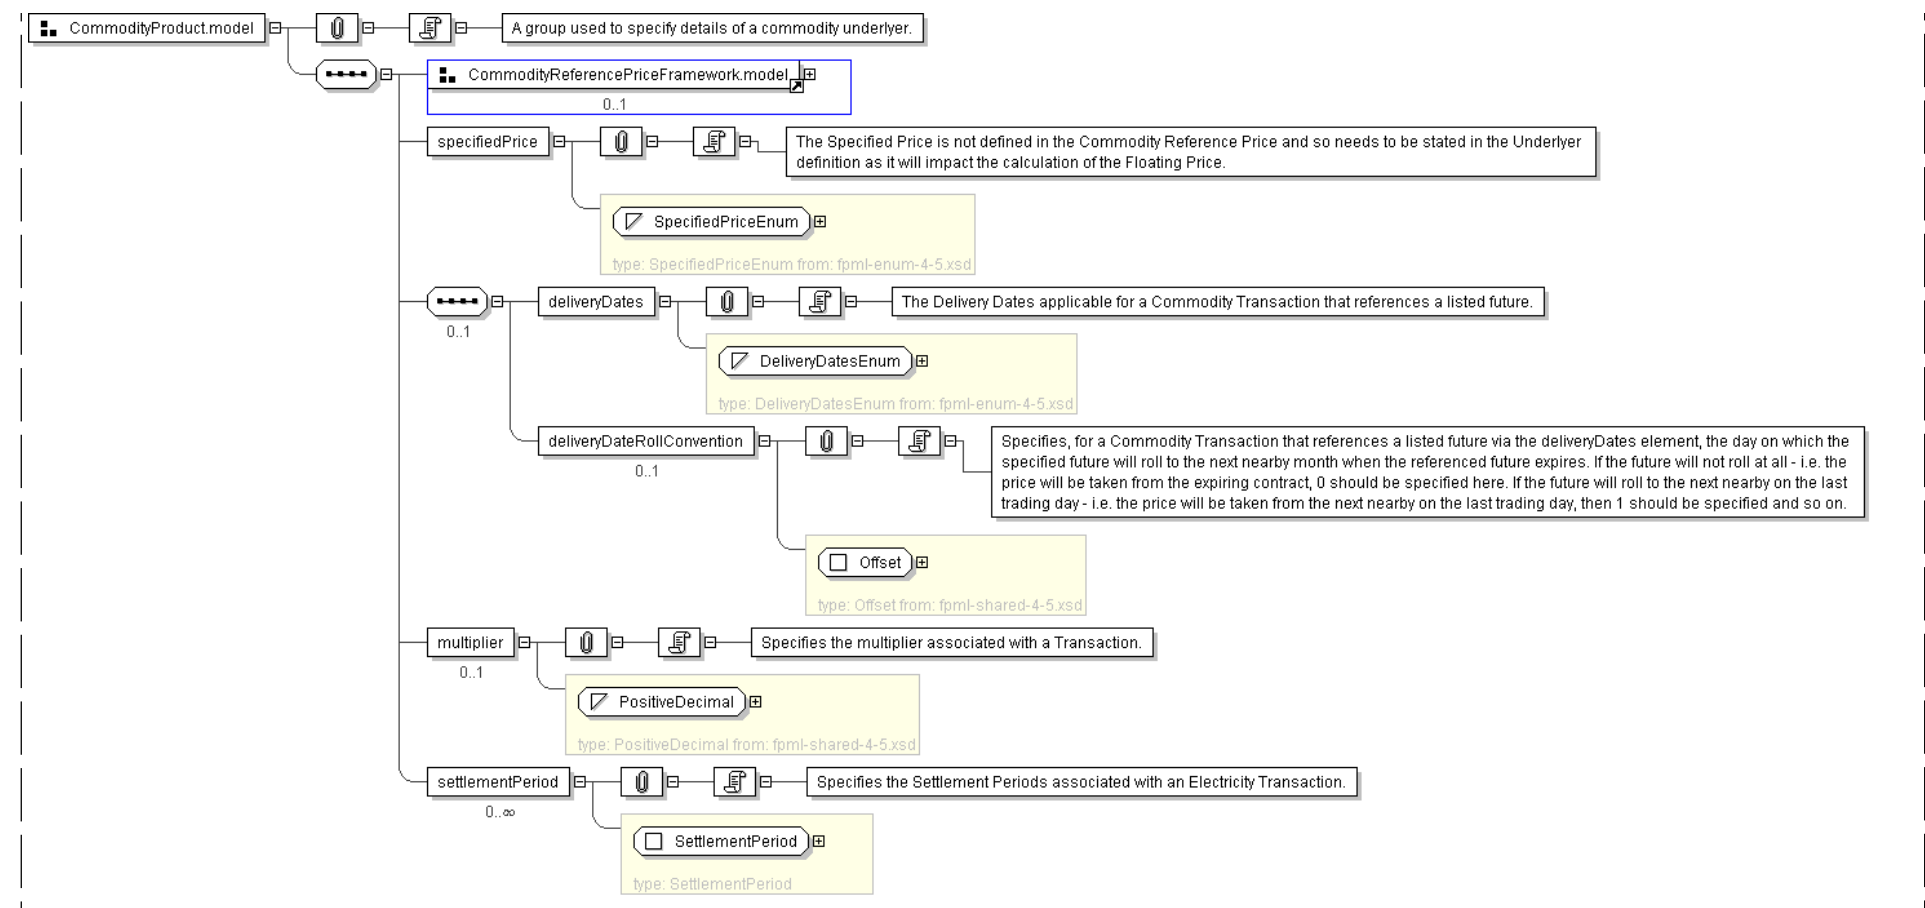 CommodityProduct.model
A group used to specify details of a commodity underlyer.
CommodityReferencePriceFramework.model
0..1
specifiedPrice
The Specified Price is not defined in the Commodity Reference Price and so needs to be stated in the Underlyer
definition as it will impact the calculation of the Floating Price.
SpecifiedPriceEnum
type: SpecifiedPriceEnum from: fpml-enum-4-5.xsd
deliveryDates
The Delivery Dates applicable for a Commodity Transaction that references a listed future.
0..1
DeliveryDatesEnum
type: DeliveryDatesEnum from: fpml-enum-4-5.xsd
deliveryDateRollConvention
0..1
Specifies, for a Commodity Transaction that references a listed future via the deliveryDates element, the day on which the
specified future will roll to the next nearby month when the referenced future expires. If the future will not roll at all - i.e. the
price will be taken from the expiring contract, 0 should be specified here. If the future will roll to the next nearby on the last
trading day - i.e. the price will be taken from the next nearby on the last trading day, then 1 should be specified and so on.
Offset
type: Offset from: fpml-shared-4-5.xsd
multiplier
Specifies the multiplier associated with a Transaction.
0..1
PositiveDecimal
type: PositiveDecimal from: fpml-shared-4-5.xsd
settlementPeriod
Specifies the Settlement Periods associated with an Electricity Transaction.
0..∞
SettlementPeriod
type: SettlementPeriod